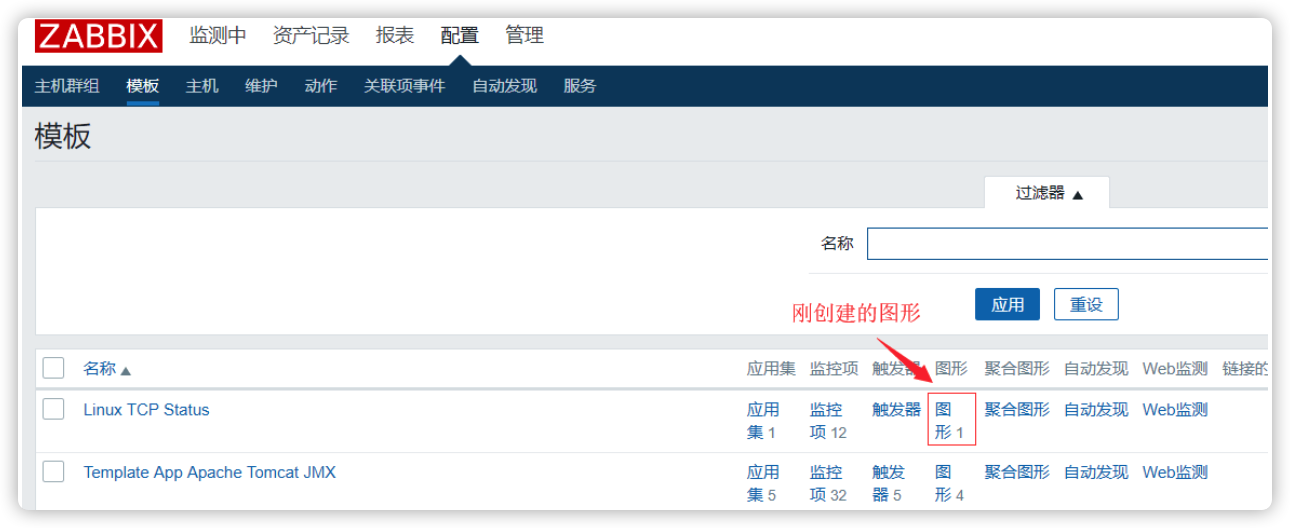 ZABBIX 监测中 资产记录 报表 配置 管理
主机群组 模板 主机 维护 动作 关联项事件 自动发现 服务
模板
过滤器 ▲
名称
应用 重设
刚创建的图形
名称 ▲ 应用集 监控项 触发器 图形 聚合图形 自动发现 Web监测 链接的
Linux TCP Status 应用 监控 触发器 图 聚合图形 自动发现 Web监测
集 1 项 12 形 1
Template App Apache Tomcat JMX 应用 监控 触发 图 聚合图形 自动发现 Web监测
集 5 项 32 器 5 形 4